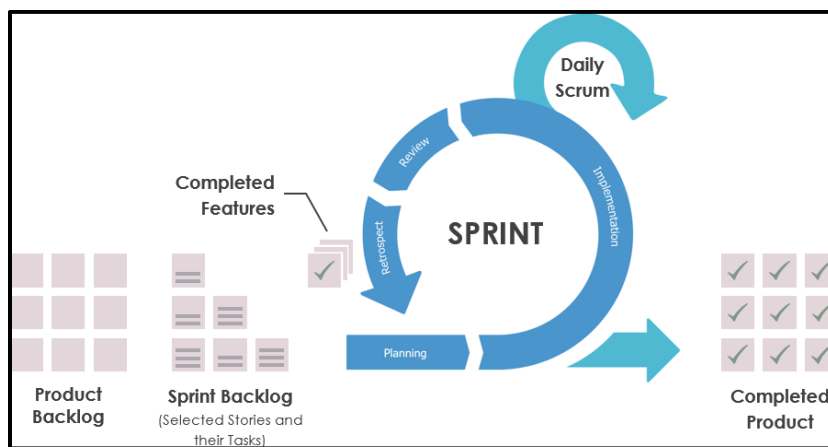 Daily
Scrum
Review
Implementation
Completed
Features
SPRINT
Retrospect
Planning
Product
Backlog
Sprint Backlog
(Selected Stories and
their Tasks)
Completed
Product